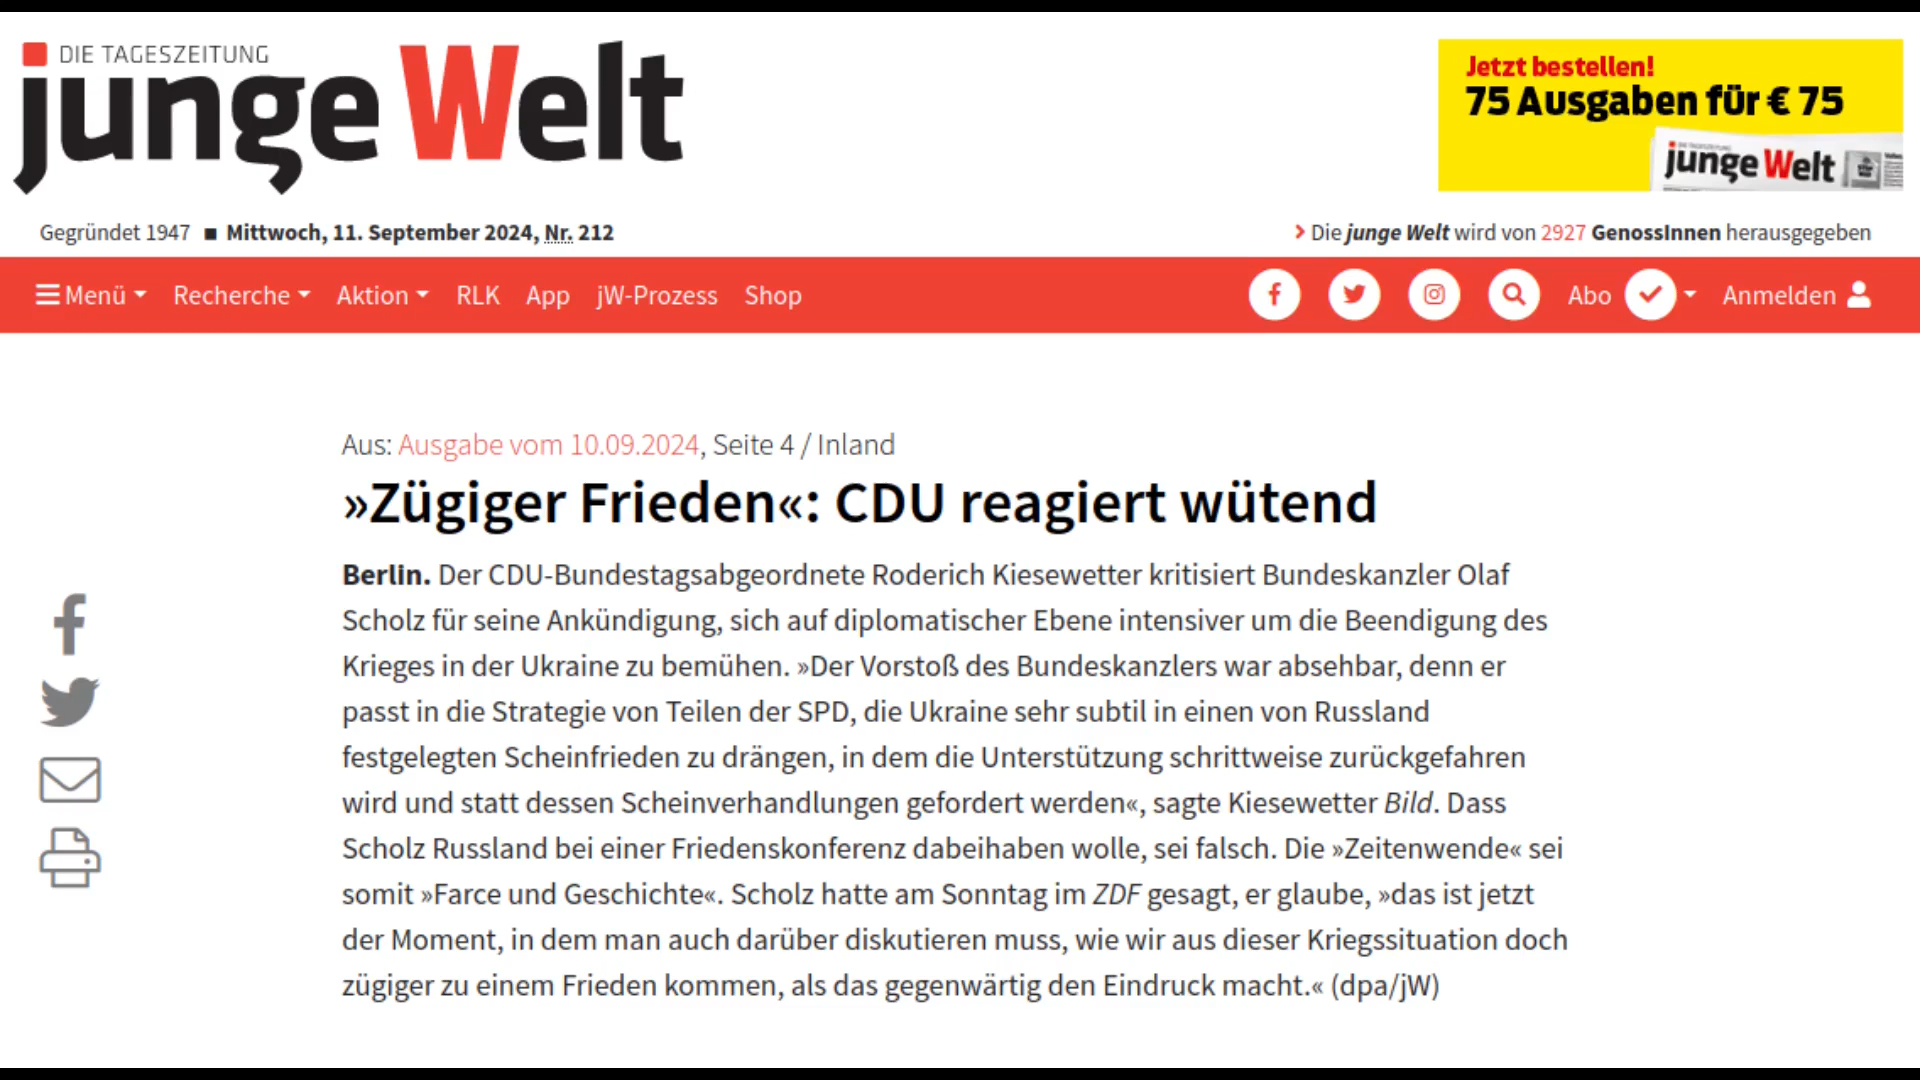 DIE TAGESZEITUNG
junge Welt
Jetzt bestellen!
75 Ausgaben für € 75
junge Welt
Gegründet 1947 ■ Mittwoch, 11. September 2024, Nr. 212
Die junge Welt wird von 2927 GenossInnen herausgegeben
Menü Recherche Aktion RLK App jW-Prozess Shop
Abo Anmelden
Aus: Ausgabe vom 10.09.2024, Seite 4 / Inland
»Zügiger Frieden«: CDU reagiert wütend
Berlin. Der CDU-Bundestagsabgeordnete Roderich Kiesewetter kritisiert Bundeskanzler Olaf
Scholz für seine Ankündigung, sich auf diplomatischer Ebene intensiver um die Beendigung des
Krieges in der Ukraine zu bemühen. »Der Vorstoß des Bundeskanzlers war absehbar, denn er
passt in die Strategie von Teilen der SPD, die Ukraine sehr subtil in einen von Russland
festgelegten Scheinfrieden zu drängen, in dem die Unterstützung schrittweise zurückgefahren
wird und statt dessen Scheinverhandlungen gefordert werden«, sagte Kiesewetter Bild. Dass
Scholz Russland bei einer Friedenskonferenz dabeihaben wolle, sei falsch. Die »Zeitenwende« sei
somit »Farce und Geschichte«. Scholz hatte am Sonntag im ZDF gesagt, er glaube, »das ist jetzt
der Moment, in dem man auch darüber diskutieren muss, wie wir aus dieser Kriegssituation doch
zügiger zu einem Frieden kommen, als das gegenwärtig den Eindruck macht.« (dpa/jW)